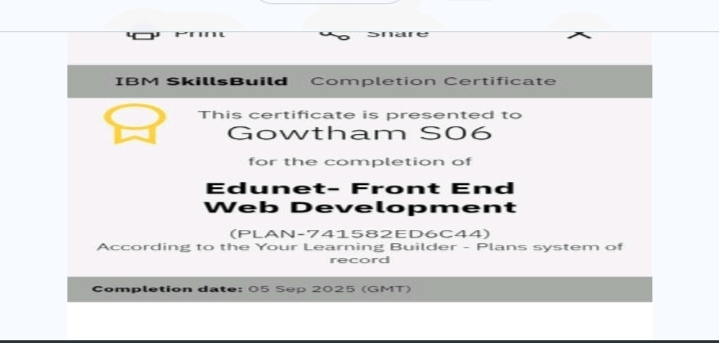 Print Share
IBM SkillsBuild Completion Certificate
This certificate is presented to
Gowtham S06
for the completion of
Edunet- Front End
Web Development
(PLAN-741582ED6C44)
According to the Your Learning Builder - Plans system of
record
Completion date: 05 Sep 2025 (GMT)